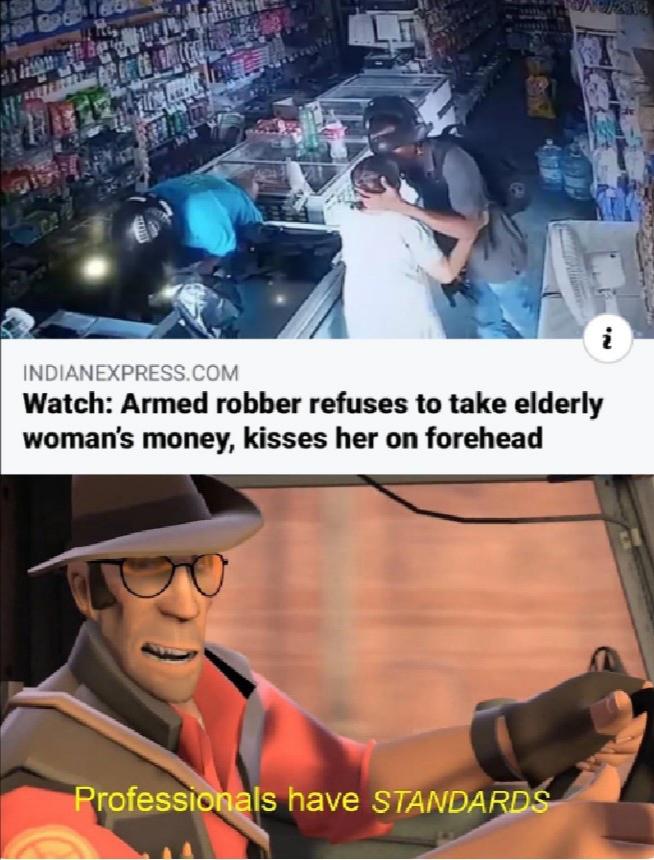 INDIANEXPRESS.COM
Watch: Armed robber refuses to take elderly
woman's money, kisses her on forehead
Professionals have STANDARDS